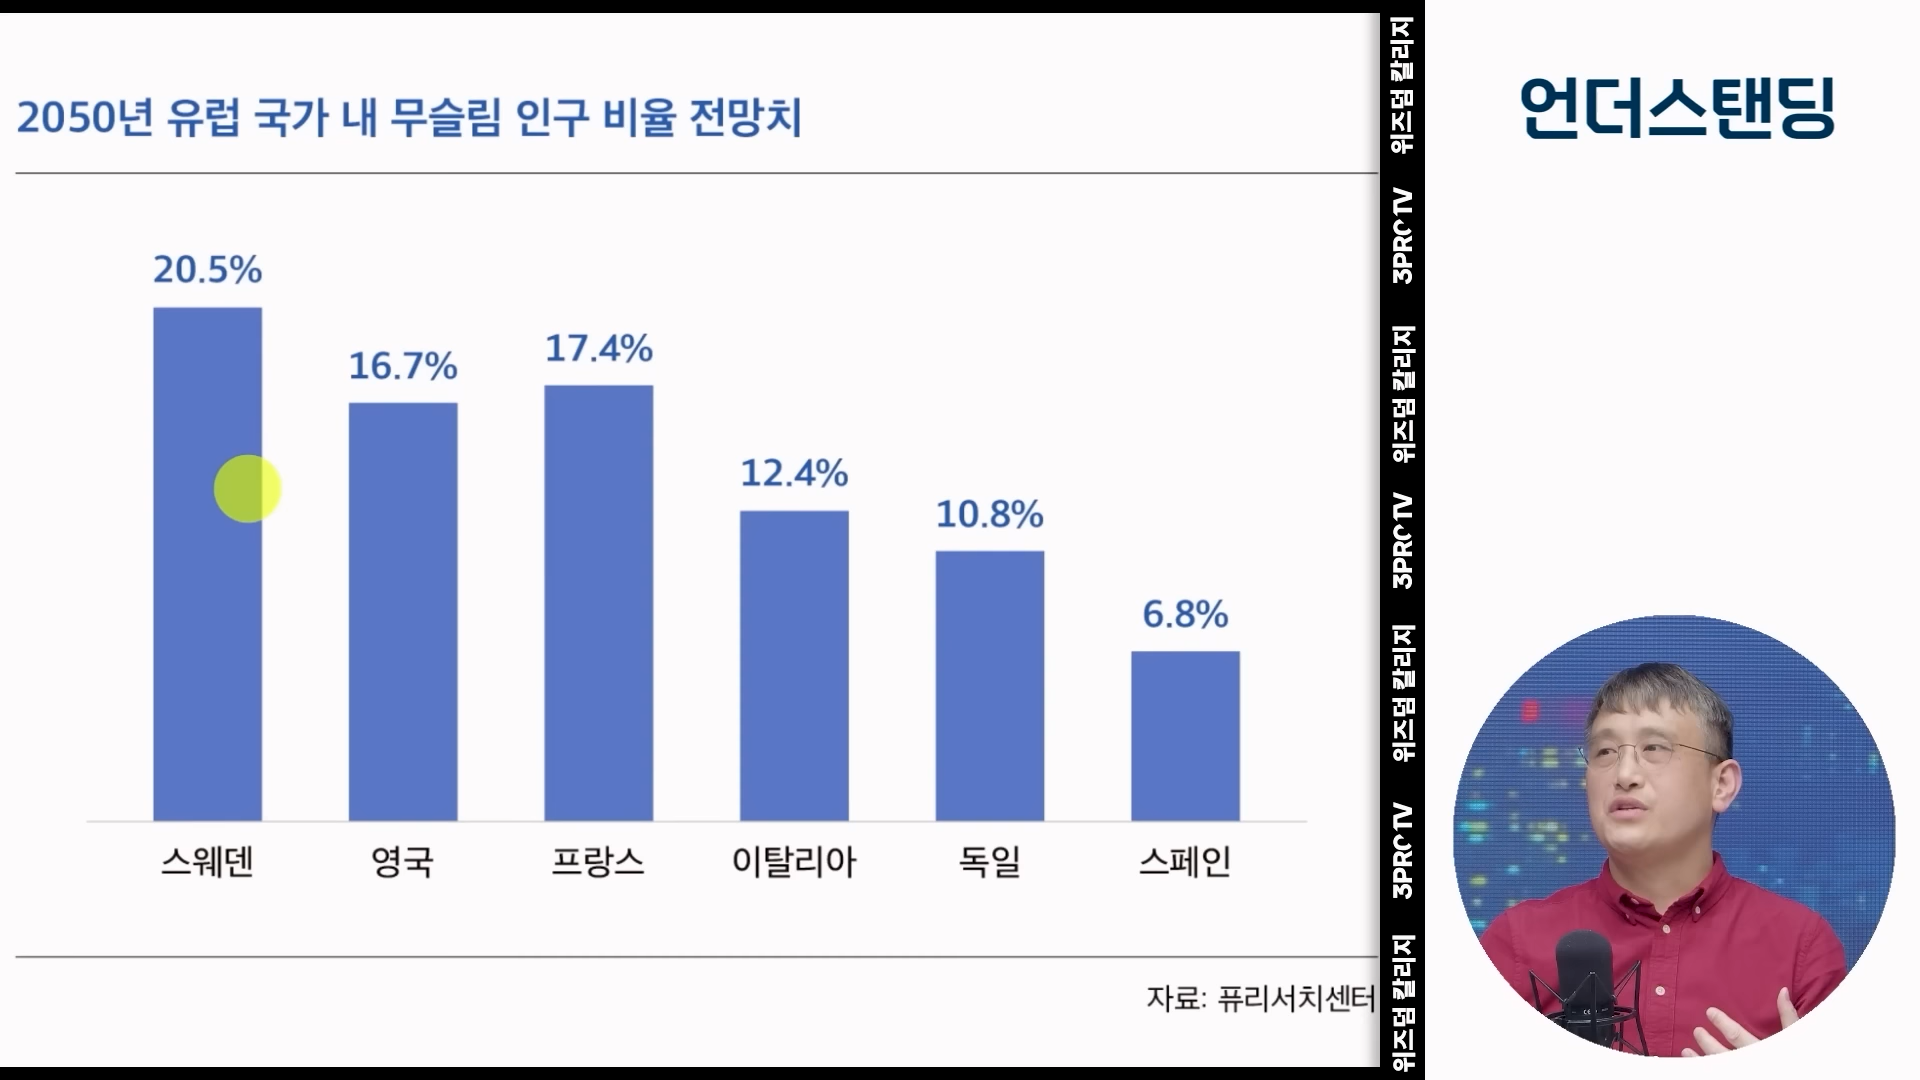 2050년 유럽 국가 내 무슬림 인구 비율 전망치
20.5%
16.7%
17.4%
12.4%
10.8%
6.8%
스웨덴
영국
프랑스
이탈리아
독일
스페인
자료: 퓨리서치센터
위즈덤 칼리지
3PROTV
위즈덤 칼리지
3PROTV
위즈덤 칼리지
3PROTV
위즈덤 칼리지
언더스탠딩